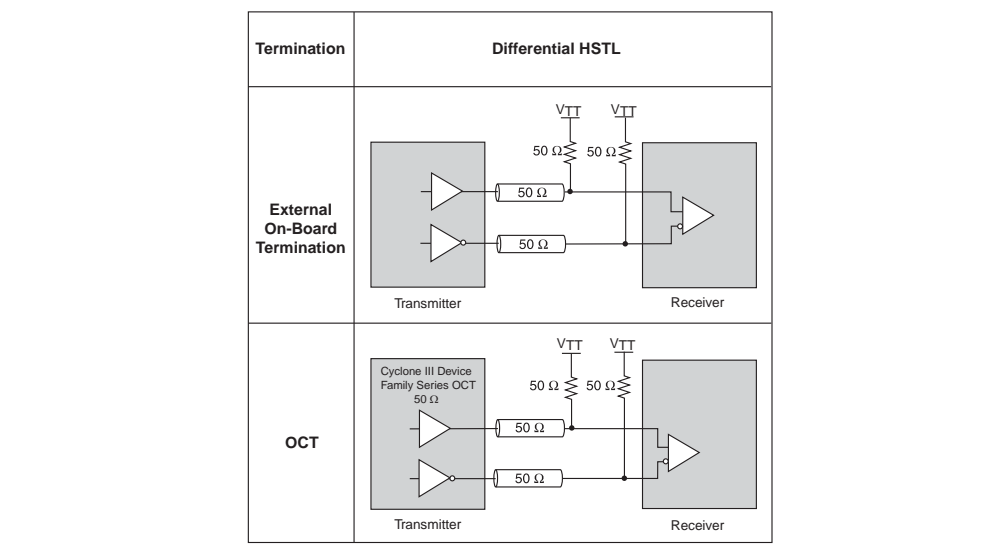 Termination
Differential HSTL
External
On-Board
Termination
VTT
VTT
50 Ω
50 Ω
50 Ω
50 Ω
Transmitter
Receiver
OCT
Cyclone III Device
Family Series OCT
50 Ω
VTT
VTT
50 Ω
50 Ω
50 Ω
50 Ω
Transmitter
Receiver